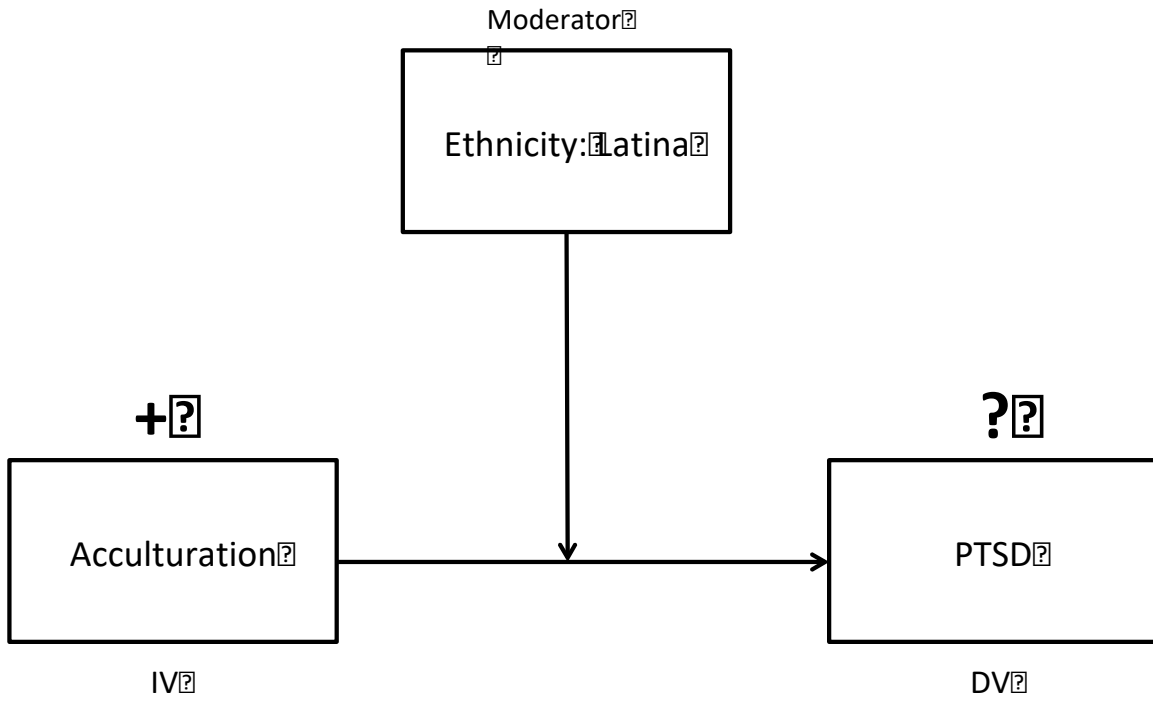 Moderator⍰
⍰
Ethnicity:⍰Latina⍰
+⍰
?⍰
Acculturation⍰
PTSD⍰
IV⍰
DV⍰